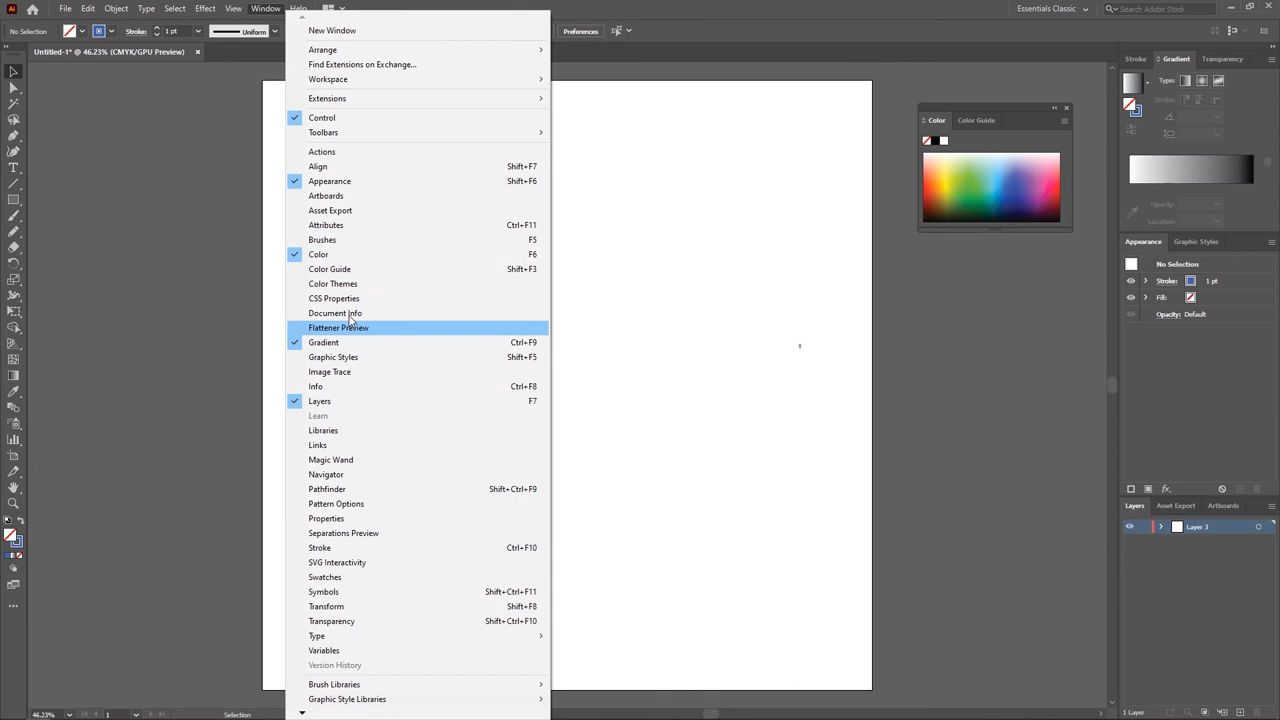 Ai File Edit Object Type Select Effect View Window Help Essentials Classic
No Selection Stroke: 1 pt Uniform Preferences
Untitled-1* @ 46.23% (CMYK/GPU Preview) ×
New Window
Arrange
Find Extensions on Exchange...
Workspace
Extensions
Control
Toolbars
Actions
Align Shift+F7
Appearance Shift+F6
Artboards
Asset Export
Attributes Ctrl+F11
Brushes F5
Color F6
Color Guide Shift+F3
Color Themes
CSS Properties
Document Info
Flattener Preview
Gradient Ctrl+F9
Graphic Styles Shift+F5
Image Trace
Info Ctrl+F8
Layers F7
Learn
Libraries
Links
Magic Wand
Navigator
Pathfinder Shift+Ctrl+F9
Pattern Options
Properties
Separations Preview
Stroke Ctrl+F10
SVG Interactivity
Swatches
Symbols Shift+Ctrl+F11
Transform Shift+F8
Transparency Shift+Ctrl+F10
Type
Variables
Version History
Brush Libraries
Graphic Style Libraries
Color Color Guide
Stroke Gradient Transparency
Type:
Stroke:
Opacity:
Locations:
Appearance Graphic Styles
No Selection
Stroke: 1 pt
Fill:
Opacity: Default
fx
Layers Asset Export Artboards
Layer 3
46.23% 1 Selection
1 Layer